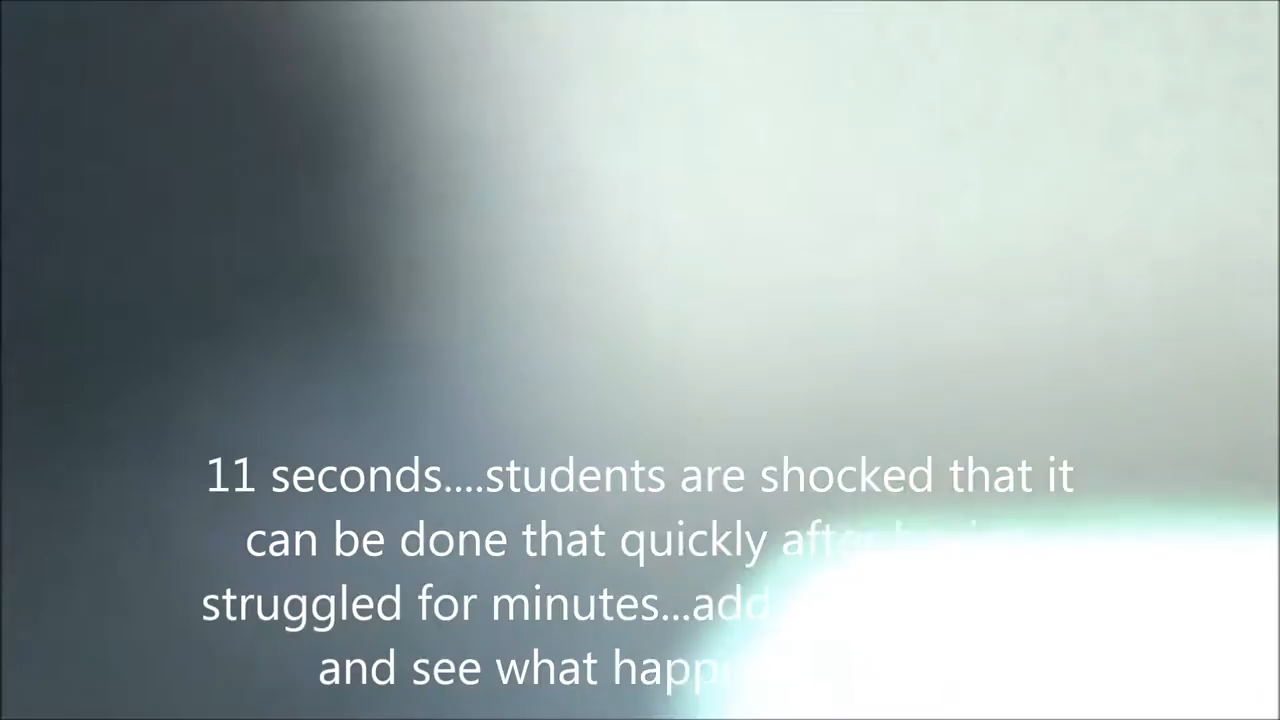 11 seconds....students are shocked that it
can be done that quickly after
struggled for minutes...add
and see what